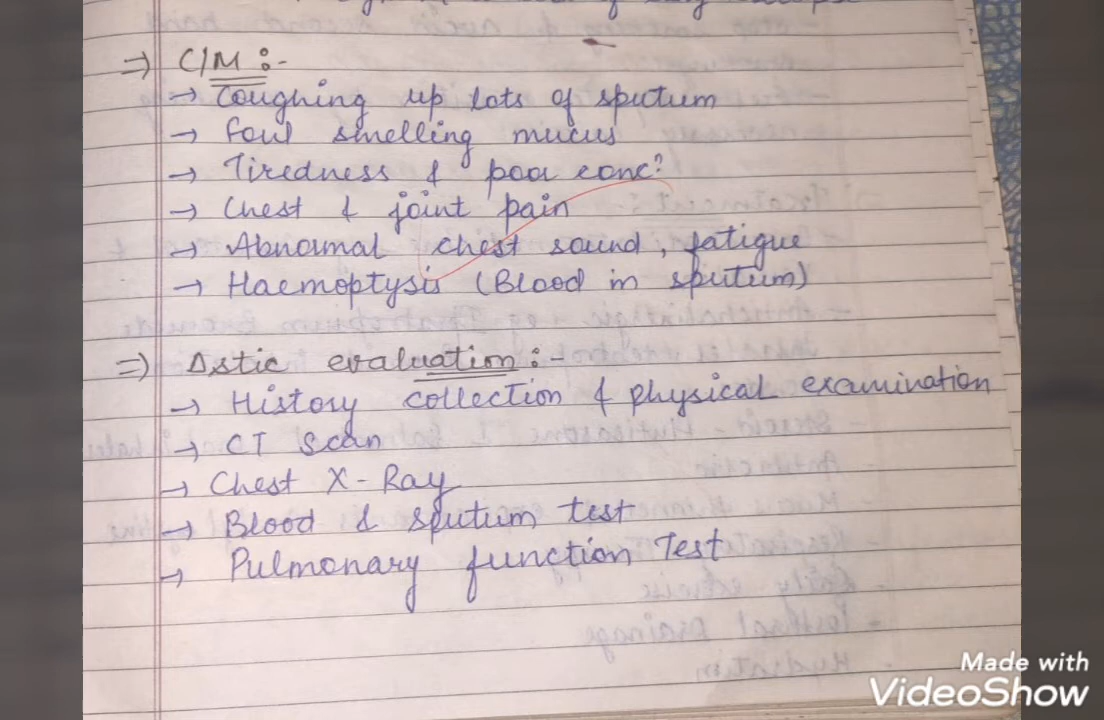 ⇒ C/M :-
→ Coughing up lots of sputum
→ foul smelling mucus
→ Tiredness & poor concⁿ
→ Chest & joint pain
→ Abnormal chest sound, fatigue
→ Haemoptysis (Blood in sputum)
⇒ Δstic evaluation :-
→ History collection & physical examination
→ CT Scan
→ Chest X-Ray
→ Blood & sputum test
→ Pulmonary function Test
Made with
VideoShow